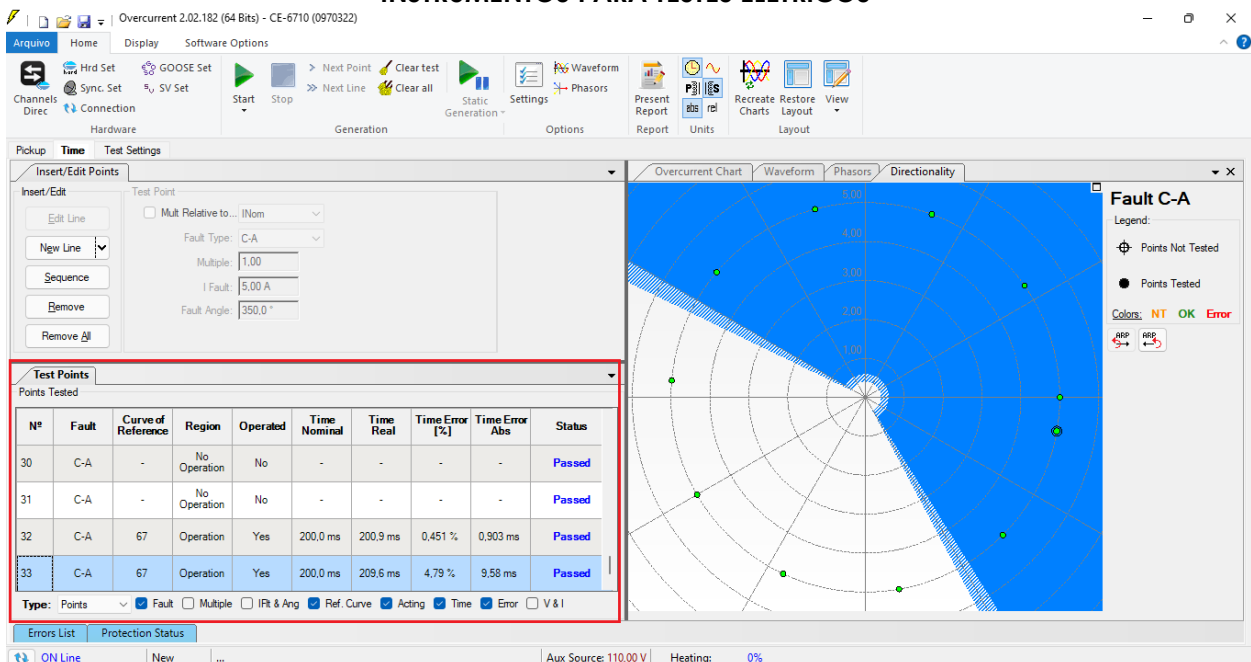 INSTRUMENTOS PARA TESTES ELÉTRICOS
Overcurrent 2.02.182 (64 Bits) - CE-6710 (0970322)
Arquivo Home Display Software Options
Hrd Set GOOSE Set
Sync. Set SV Set
Connection
Channels Direc
Hardware
Start Stop
Next Point Clear test
Next Line Clear all
Static Generation
Generation
Settings
Waveform
Phasors
Options
Present Report
Report
abs rel
Units
Recreate Charts
Restore Layout
View
Layout
Pickup Time Test Settings
Insert/Edit Points
Insert/Edit
Edit Line
New Line
Sequence
Remove
Remove All
Test Point
Mult Relative to... INom
Fault Type: C-A
Multiple: 1,00
I Fault: 5,00 A
Fault Angle: 350,0 °
Test Points
Points Tested
Nº Fault Curve of Reference Region Operated Time Nominal Time Real Time Error [%] Time Error Abs Status
30 C-A - No Operation No - - - - Passed
31 C-A - No Operation No - - - - Passed
32 C-A 67 Operation Yes 200,0 ms 200,9 ms 0,451 % 0,903 ms Passed
33 C-A 67 Operation Yes 200,0 ms 209,6 ms 4,79 % 9,58 ms Passed
Type: Points Fault Multiple IFlt & Ang Ref. Curve Acting Time Error V & I
Overcurrent Chart Waveform Phasors Directionality
5,00
4,00
3,00
2,00
1,00
Fault C-A
Legend:
Points Not Tested
Points Tested
Colors: NT OK Error
ARP ARP
Errors List Protection Status
ON Line New ... Aux Source: 110.00 V Heating: 0%